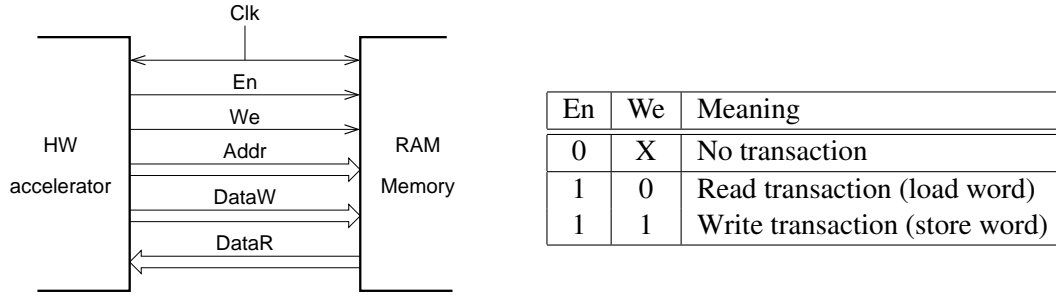 Clk
En
We
HW
accelerator
Addr
RAM
Memory
DataW
DataR
En We Meaning
0 X No transaction
1 0 Read transaction (load word)
1 1 Write transaction (store word)